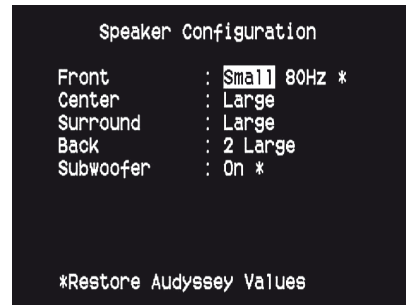 Speaker Configuration
Front : Small 80Hz *
Center : Large
Surround : Large
Back : 2 Large
Subwoofer : On *
*Restore Audyssey Values